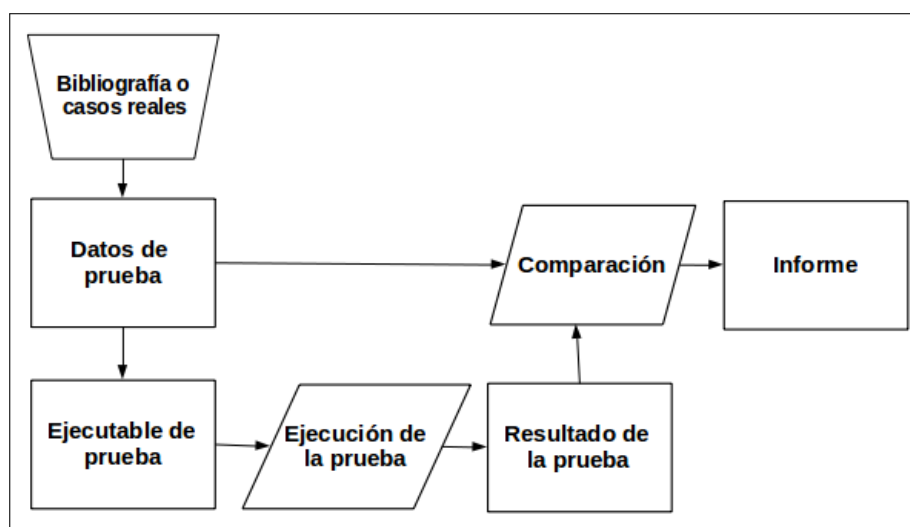 Bibliografía o
casos reales
Datos de
prueba
Comparación
Informe
Ejecutable de
prueba
Ejecución de
la prueba
Resultado de
la prueba